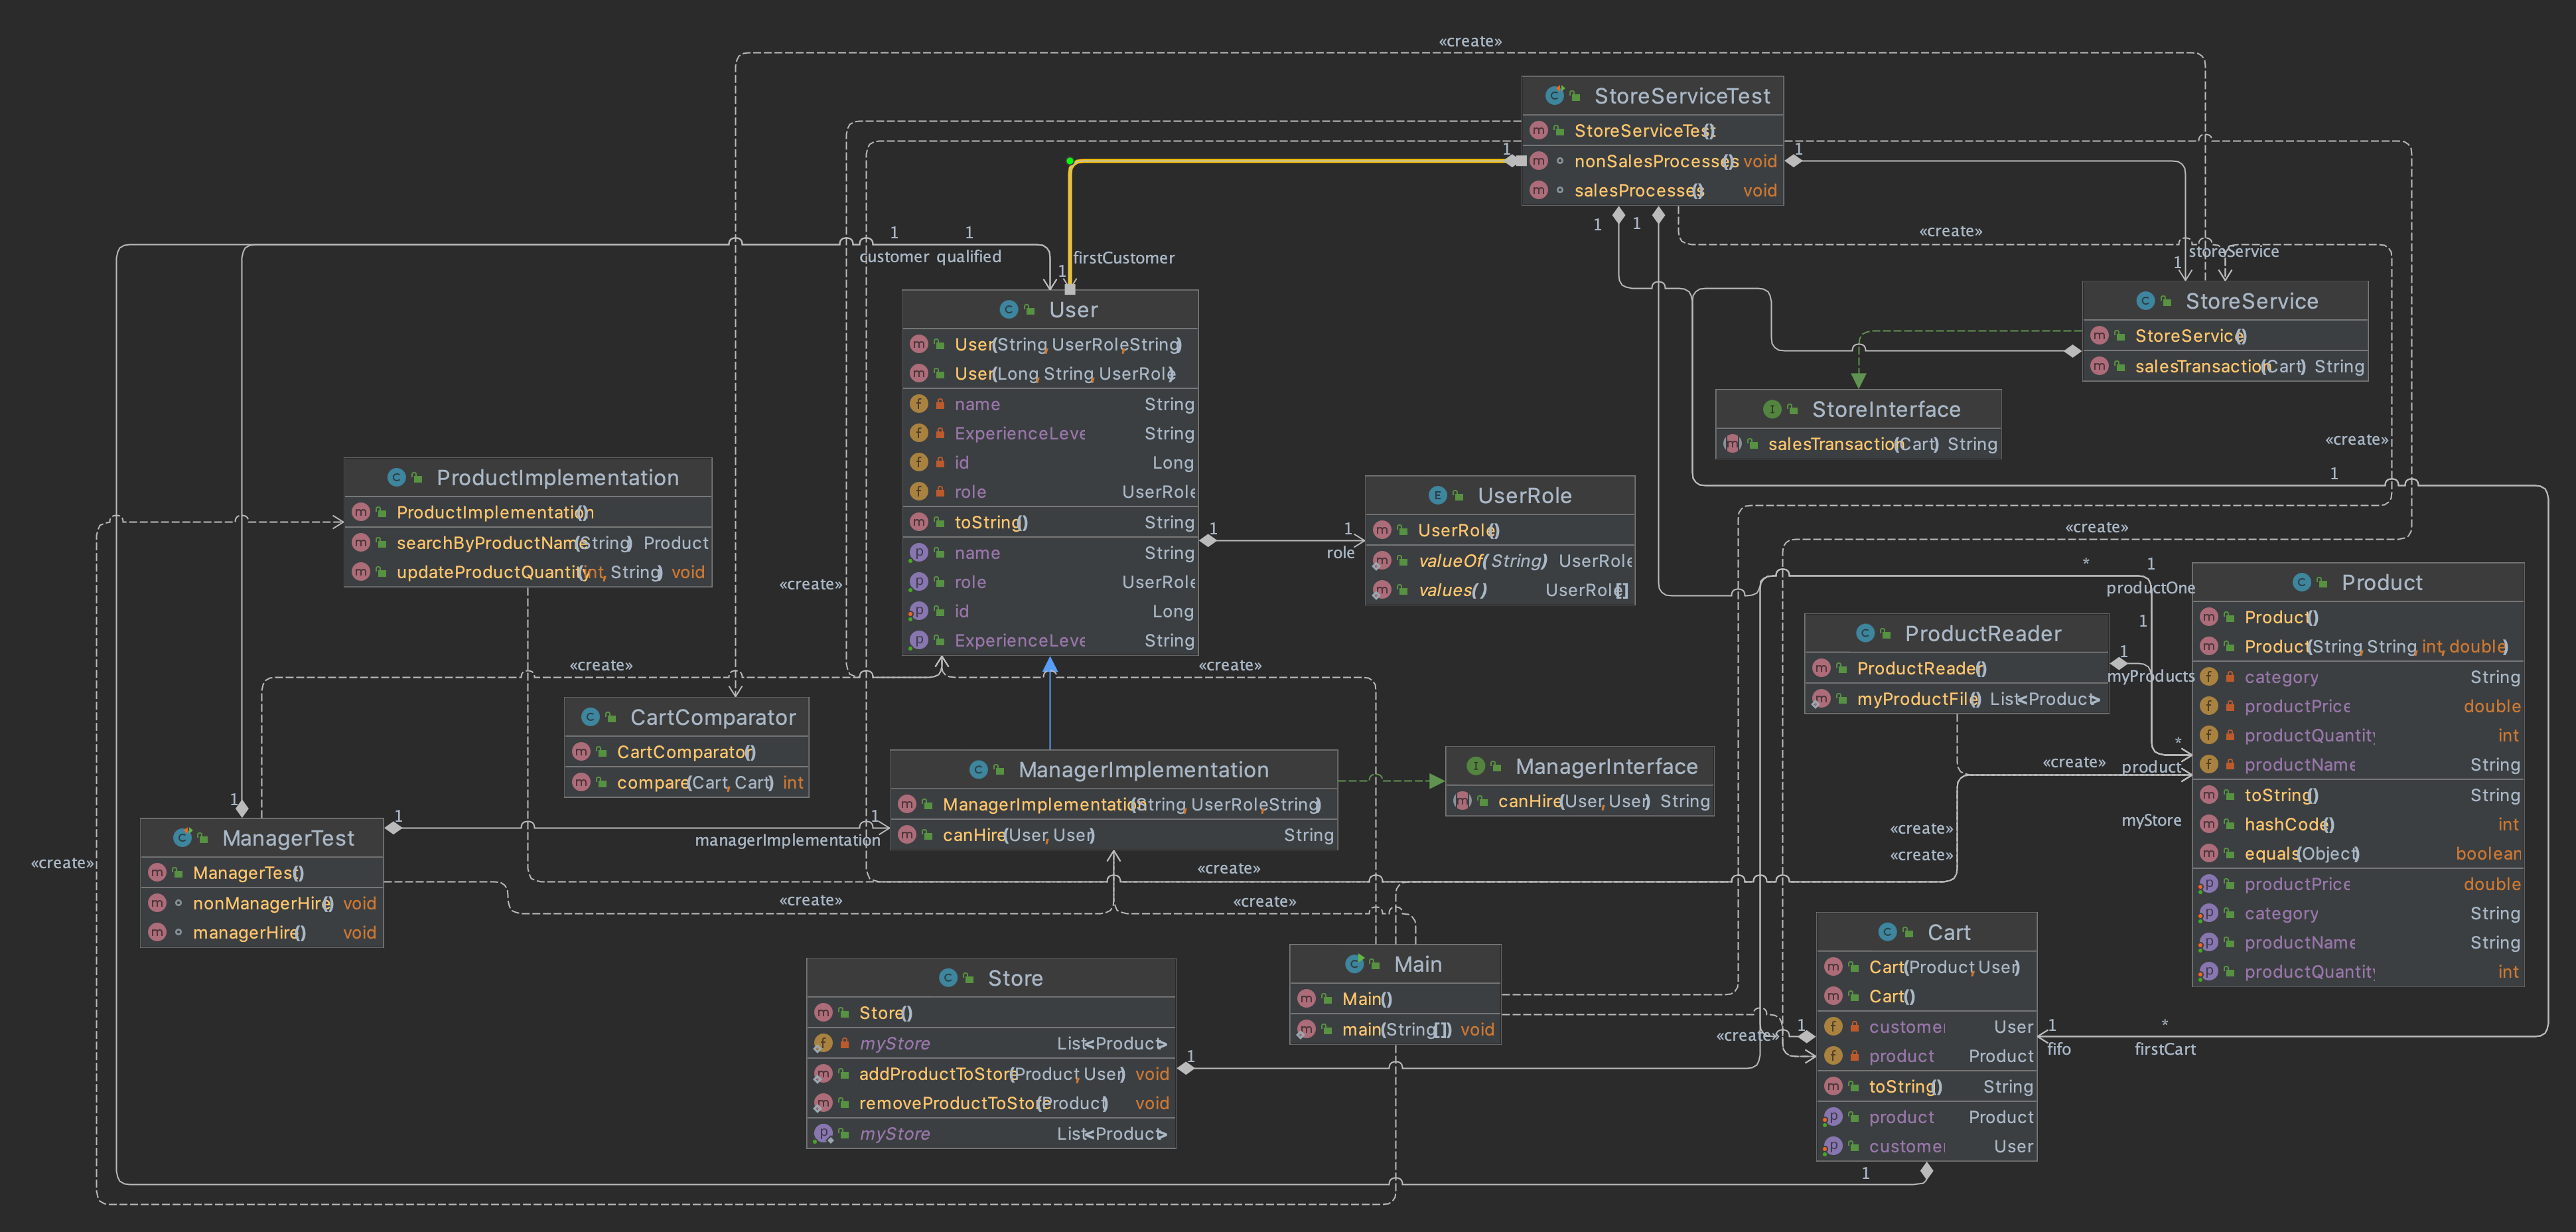 «create»
StoreServiceTest
StoreServiceTest()
nonSalesProcesses() void
salesProcesses() void
1
1
1
1
«create»
1
1
customer
qualified
firstCustomer
1
storeService
1
User
User(String, UserRole, String)
User(Long, String, UserRole)
name String
ExperienceLeve String
id Long
role UserRole
toString() String
name String
role UserRole
id Long
ExperienceLeve String
StoreService
StoreService()
salesTransaction(Cart) String
StoreInterface
salesTransaction(Cart) String
«create»
1
ProductImplementation
ProductImplementation()
searchByProductName(String) Product
updateProductQuantity(int, String) void
UserRole
UserRole()
valueOf(String) UserRole
values() UserRole[]
1
1
role
«create»
«create»
*
1
productOne
1
Product
Product()
Product(String, String, int, double)
category String
productPrice double
productQuantity int
productName String
toString() String
hashCode() int
equals(Object) boolean
productPrice double
category String
productName String
productQuantity int
ProductReader
ProductReader()
myProductFile() List<Product>
1
myProducts
*
product
«create»
myStore
«create»
«create»
«create»
«create»
CartComparator
CartComparator()
compare(Cart, Cart) int
ManagerImplementation
ManagerImplementation(String, UserRole, String)
canHire(User, User) String
ManagerInterface
canHire(User, User) String
1
ManagerTest
ManagerTest()
nonManagerHire() void
managerHire() void
1
1
managerImplementation
«create»
«create»
«create»
«create»
Store
Store()
myStore List<Product>
addProductToStore(Product, User) void
removeProductToStore(Product) void
myStore List<Product>
1
Main
Main()
main(String[]) void
«create»
1
Cart
Cart(Product, User)
Cart()
customer User
product Product
toString() String
product Product
customer User
1
fifo
*
firstCart
1